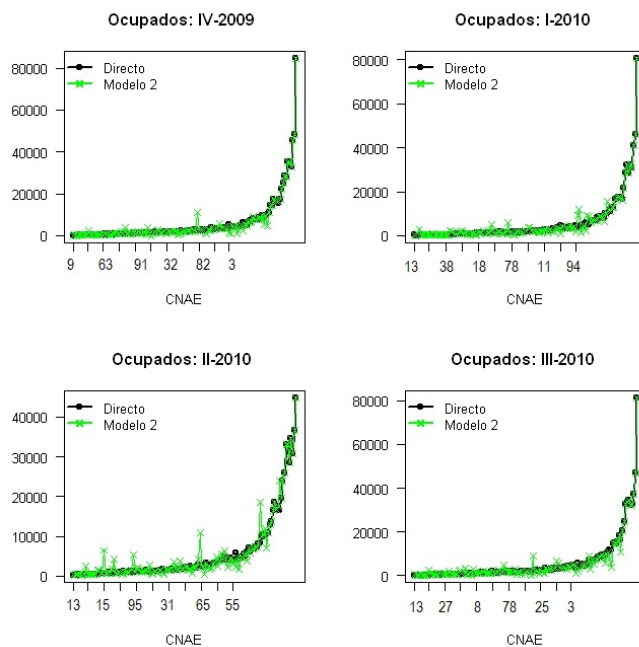 Ocupados: IV-2009
80000
60000
40000
20000
0
Directo
Modelo 2
9 63 91 32 82 3
CNAE
Ocupados: I-2010
80000
60000
40000
20000
0
Directo
Modelo 2
13 38 18 78 11 94
CNAE
Ocupados: II-2010
40000
30000
20000
10000
0
Directo
Modelo 2
13 15 95 31 65 55
CNAE
Ocupados: III-2010
80000
60000
40000
20000
0
Directo
Modelo 2
13 27 8 78 25 3
CNAE